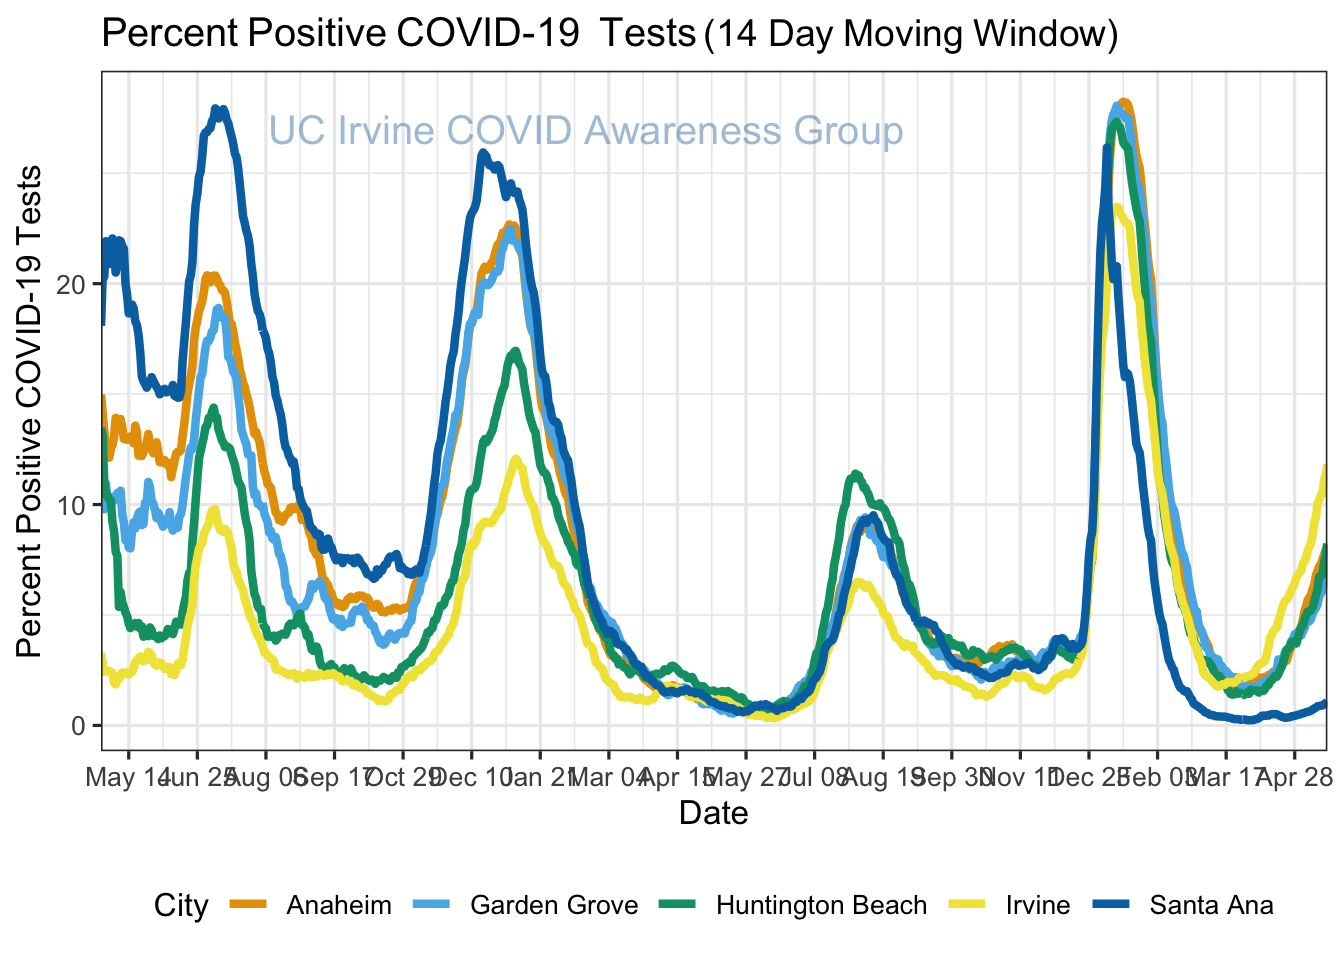 Percent Positive COVID-19 Tests (14 Day Moving Window)
UC Irvine COVID Awareness Group
Percent Positive COVID-19 Tests
20
10
0
May 14 Jun 25 Aug 06 Sep 17 Oct 29 Dec 10 Jan 21 Mar 04 Apr 15 May 27 Jul 08 Aug 19 Sep 30 Nov 11 Dec 23 Feb 03 Mar 17 Apr 28
Date
City Anaheim Garden Grove Huntington Beach Irvine Santa Ana